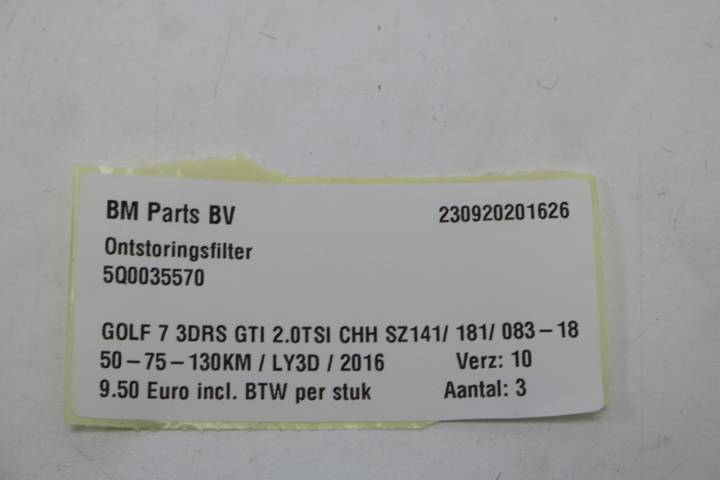 BM Parts BV 230920201626
Ontstoringsfilter
5Q0035570
GOLF 7 3DRS GTI 2.0TSI CHH SZ141/ 181/ 083-18
50-75-130KM / LY3D / 2016 Verz: 10
9.50 Euro incl. BTW per stuk Aantal: 3